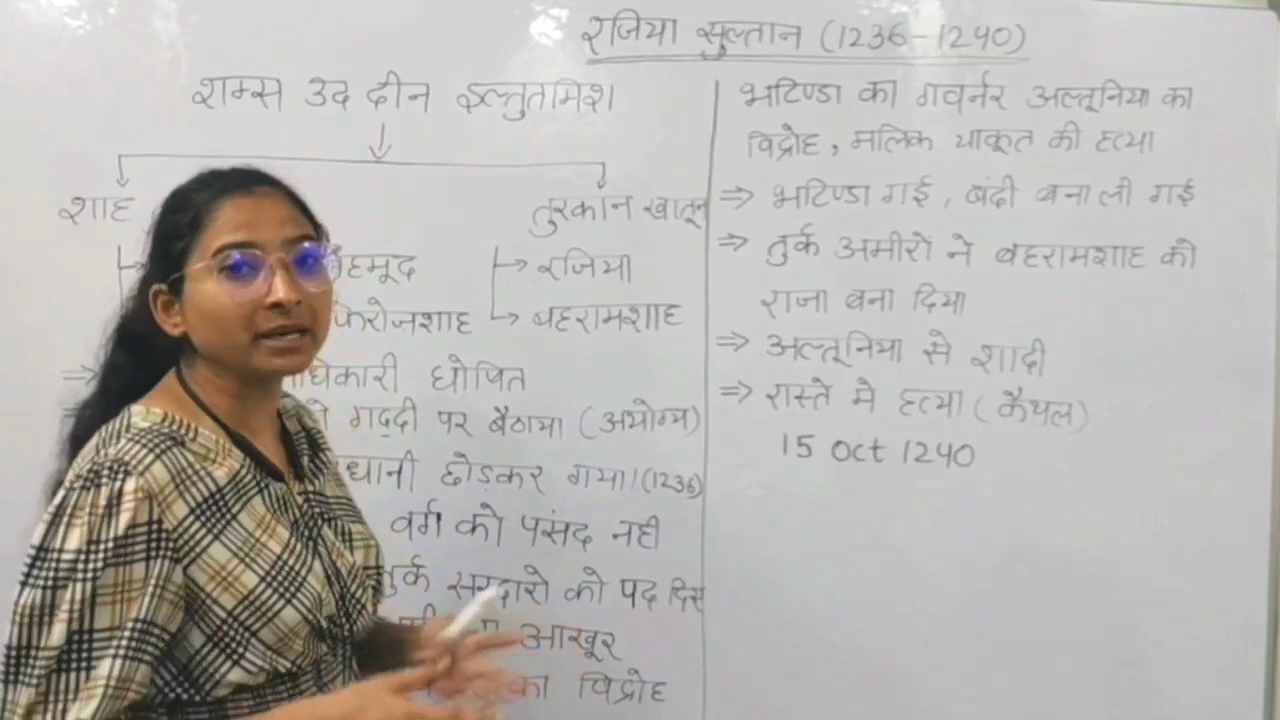 रजिया सुल्तान (1236-1240)
शम्स उद दीन इल्तुतमिश
शाह
तुरकान खातून
→ रजिया
फिरोजशाह
→ बहरामशाह
⇒
घोषित
गद्दी पर बैठाया (अयोग्य)
छोड़कर गया। (1236)
वर्ग को पसंद नही
तुर्क सरदारो को पद दिए
आखूर
का विद्रोह
भटिण्डा का गवर्नर अल्तूनिया का
विद्रोह, मलिक याकूत की हत्या
⇒ भटिण्डा गई, बंदी बना ली गई
⇒ तुर्क अमीरों ने बहरामशाह को
राजा बना दिया
⇒ अल्तूनिया से शादी
⇒ रास्ते मे हत्या (कैथल)
15 Oct 1240